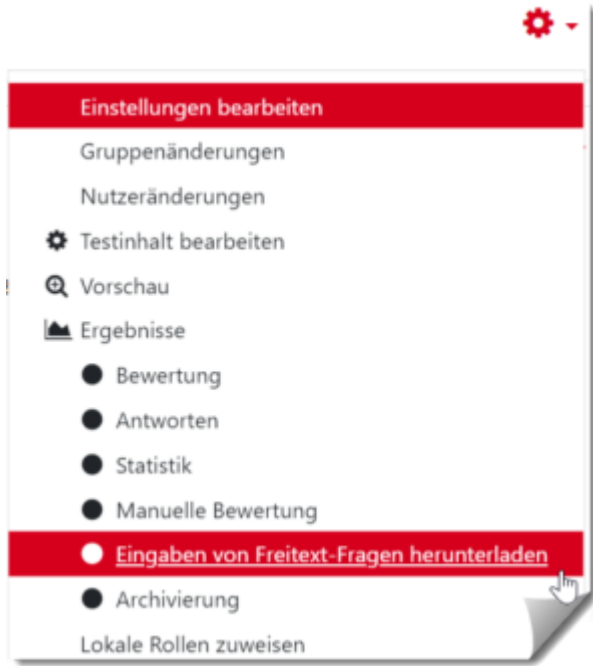 Einstellungen bearbeiten
Gruppenänderungen
Nutzeränderungen
Testinhalt bearbeiten
Vorschau
Ergebnisse
Bewertung
Antworten
Statistik
Manuelle Bewertung
Eingaben von Freitext-Fragen herunterladen
Archivierung
Lokale Rollen zuweisen